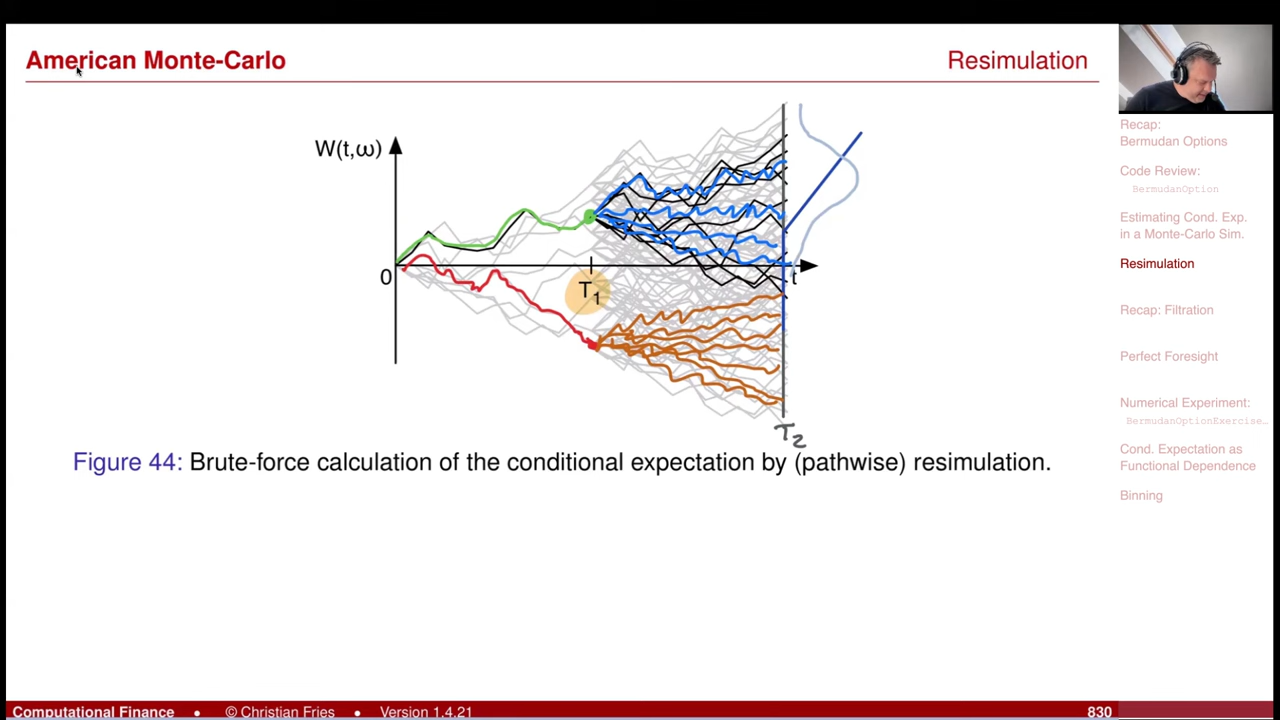 American Monte-Carlo
Resimulation
W(t,ω)
0
T1
t
T2
Figure 44: Brute-force calculation of the conditional expectation by (pathwise) resimulation.
Recap:
Bermudan Options
Code Review:
BermudanOption
Estimating Cond. Exp.
in a Monte-Carlo Sim.
Resimulation
Recap: Filtration
Perfect Foresight
Numerical Experiment:
BermudanOptionExercise…
Cond. Expectation as
Functional Dependence
Binning
Computational Finance • © Christian Fries • Version 1.4.21
830